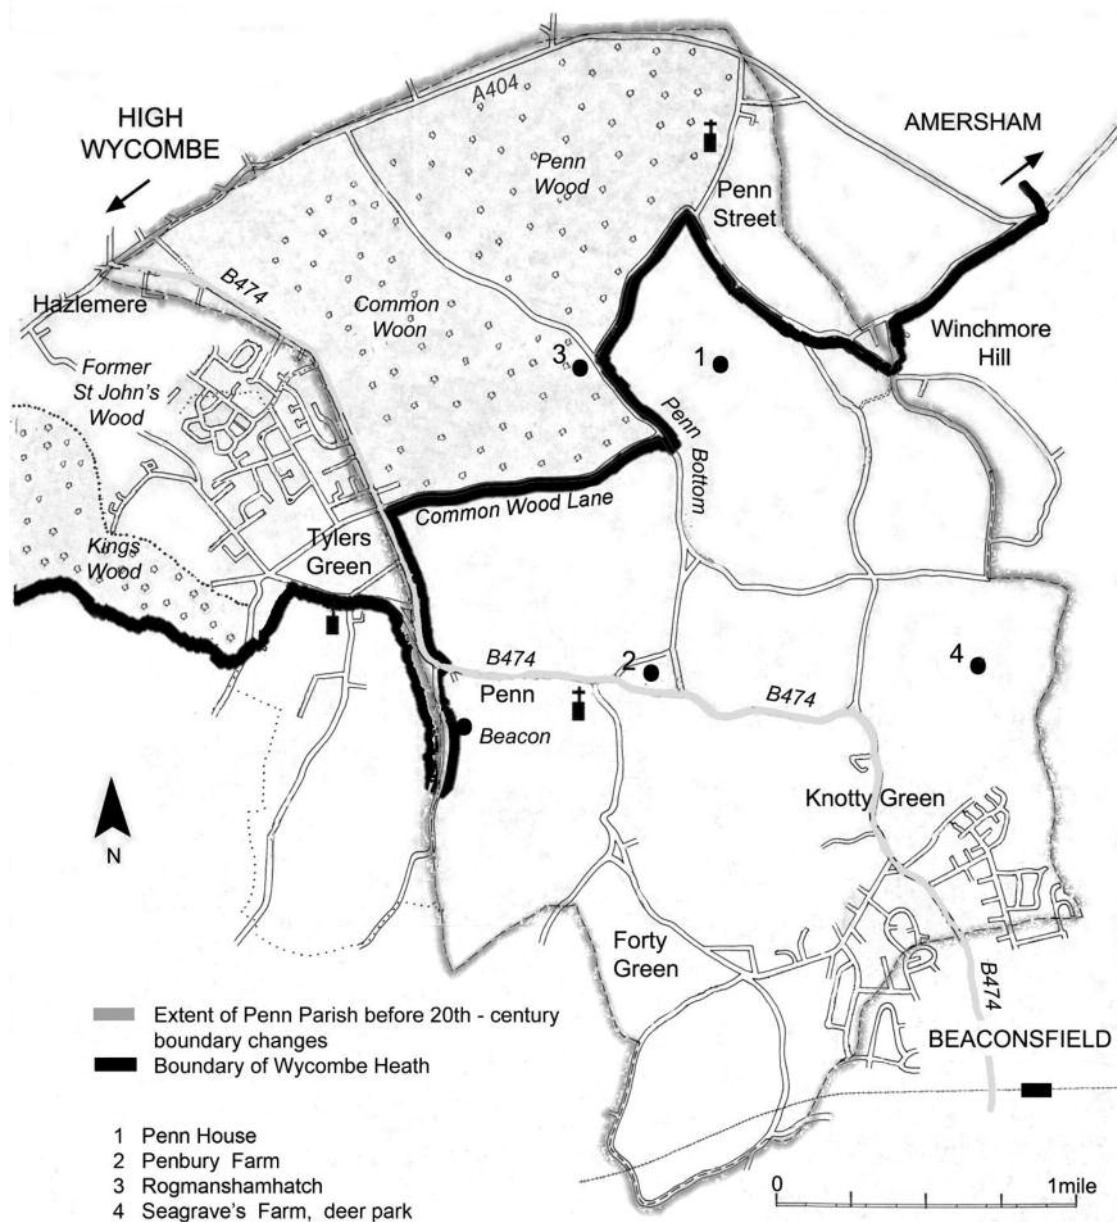 A404
HIGH
WYCOMBE
AMERSHAM
Penn
Wood
Penn
Street
B474
Hazlemere
Common
Woon
Winchmore
Hill
3
1
Former
St John's
Wood
Penn
Bottom
Common Wood Lane
Tylers
Green
Kings
Wood
B474
2
4
Penn
B474
Beacon
Knotty Green
N
Forty
Green
B474
Extent of Penn Parish before 20th - century
boundary changes
BEACONSFIELD
Boundary of Wycombe Heath
1 Penn House
2 Penbury Farm
3 Rogmanshamhatch
4 Seagrave's Farm, deer park
0 1mile